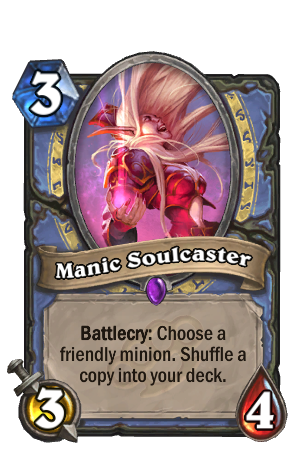 3
Manic Soulcaster
Battlecry: Choose a
friendly minion. Shuffle a
copy into your deck.
3
4